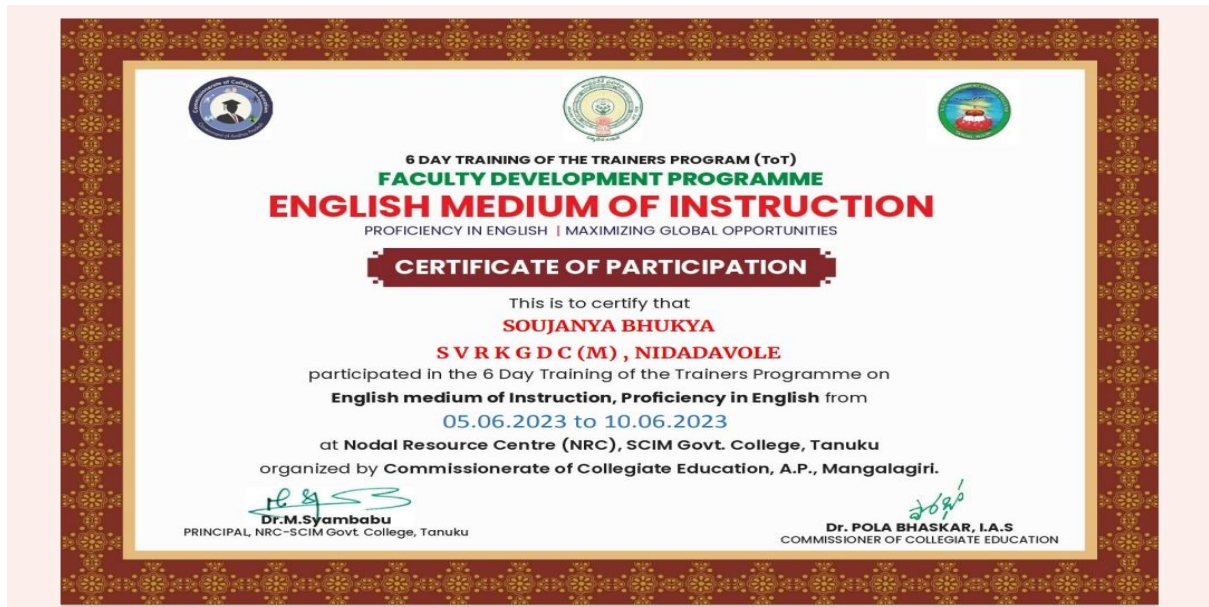 6 DAY TRAINING OF THE TRAINERS PROGRAM (ToT)
FACULTY DEVELOPMENT PROGRAMME
ENGLISH MEDIUM OF INSTRUCTION
PROFICIENCY IN ENGLISH | MAXIMIZING GLOBAL OPPORTUNITIES
CERTIFICATE OF PARTICIPATION
This is to certify that
SOUJANYA BHUKYA
S V R K G D C (M) , NIDADAVOLE
participated in the 6 Day Training of the Trainers Programme on
English medium of Instruction, Proficiency in English from
05.06.2023 to 10.06.2023
at Nodal Resource Centre (NRC), SCIM Govt. College, Tanuku
organized by Commissionerate of Collegiate Education, A.P., Mangalagiri.
Dr.M.Syambabu
PRINCIPAL, NRC-SCIM Govt. College, Tanuku
Dr. POLA BHASKAR, I.A.S
COMMISSIONER OF COLLEGIATE EDUCATION